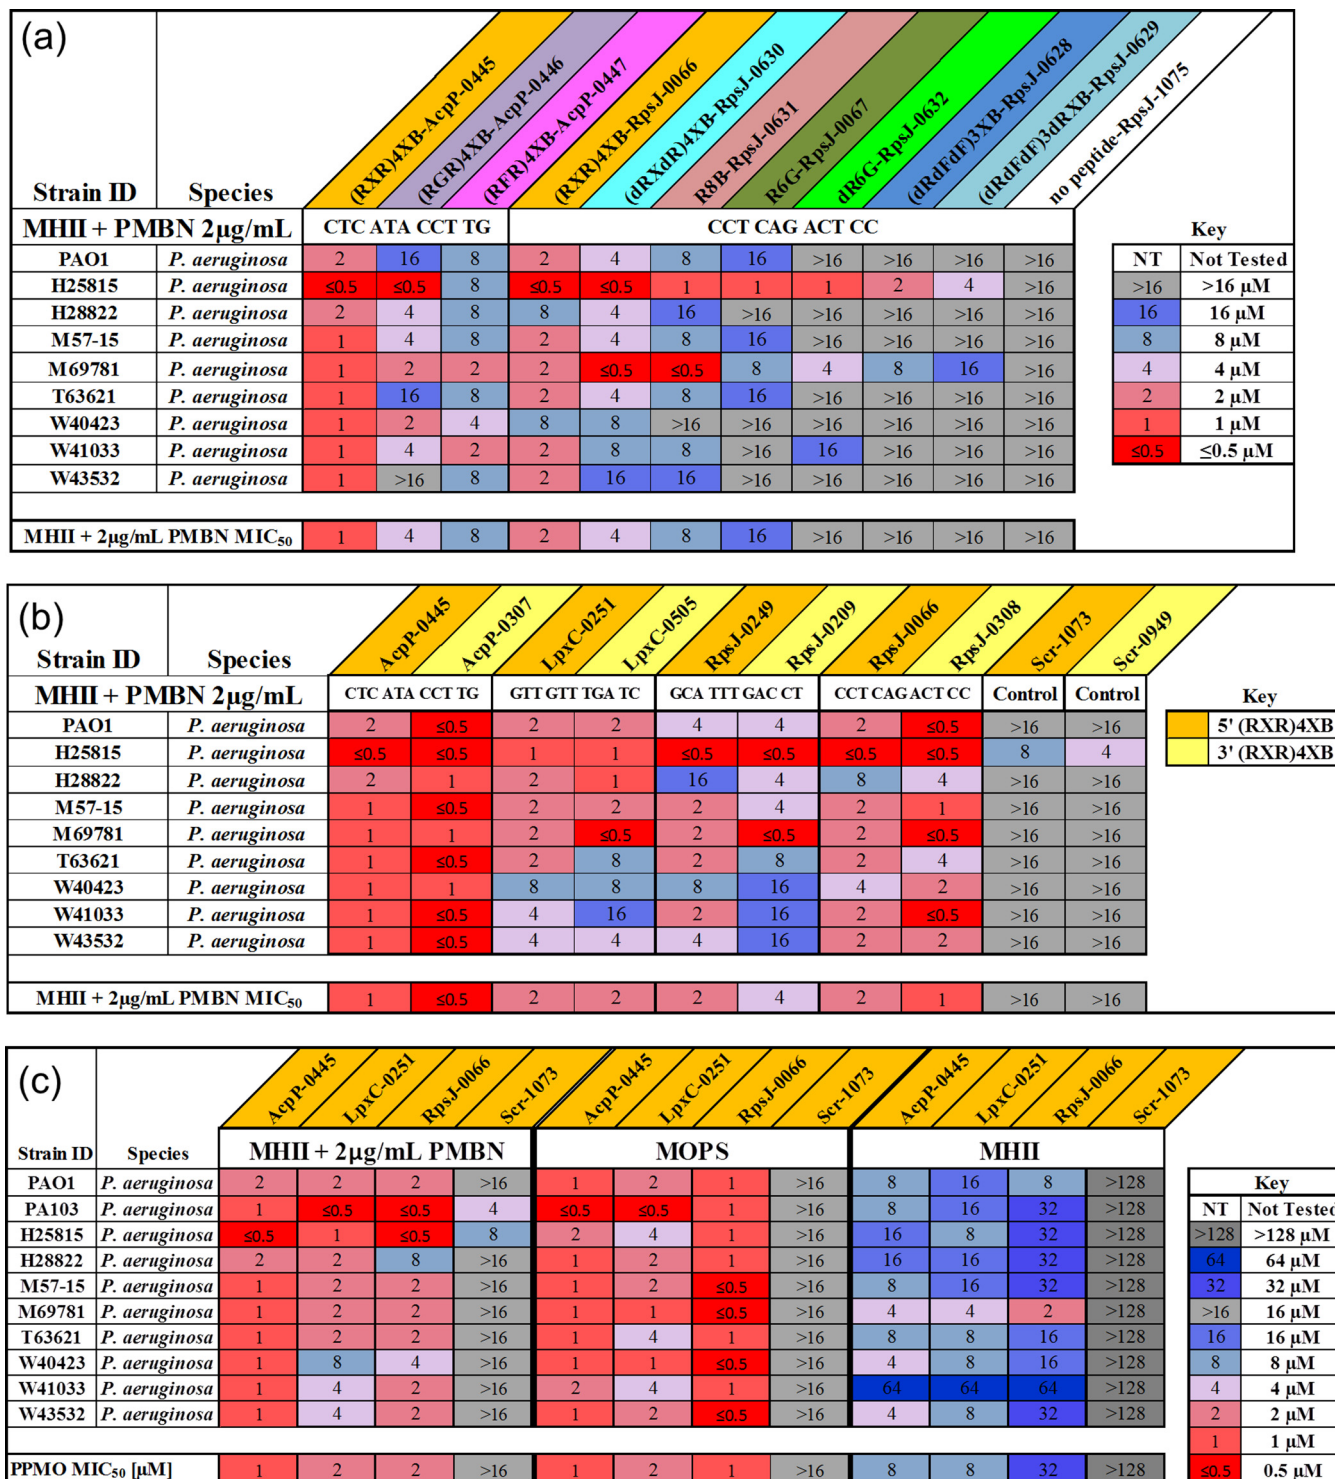 (a)
(RXR)4XB-AcpP-0445
(RGR)4XB-AcpP-0446
(RFR)4XB-AcpP-0447
(RXR)4XB-RpsJ-0066
(dRXdR)4XB-RpsJ-0630
R8B-RpsJ-0631
R6G-RpsJ-0067
dR6G-RpsJ-0632
(dRdFdF)3XB-RpsJ-0628
(dRdFdF)3dRXB-RpsJ-0629
no peptide-RpsJ-1075
Strain ID Species
MHII + PMBN 2µg/mL CTC ATA CCT TG CCT CAG ACT CC
PAO1 P. aeruginosa 2 16 8 2 4 8 16 >16 >16 >16 >16
H25815 P. aeruginosa ≤0.5 ≤0.5 8 ≤0.5 ≤0.5 1 1 1 2 4 >16
H28822 P. aeruginosa 2 4 8 8 4 16 >16 >16 >16 >16 >16
M57-15 P. aeruginosa 1 4 8 2 4 8 16 >16 >16 >16 >16
M69781 P. aeruginosa 1 2 2 2 ≤0.5 ≤0.5 8 4 8 16 >16
T63621 P. aeruginosa 1 16 8 2 4 8 16 >16 >16 >16 >16
W40423 P. aeruginosa 1 2 4 8 8 >16 >16 >16 >16 >16 >16
W41033 P. aeruginosa 1 4 2 2 8 8 >16 16 >16 >16 >16
W43532 P. aeruginosa 1 >16 8 2 16 16 >16 >16 >16 >16 >16
MHII + 2µg/mL PMBN MIC50 1 4 8 2 4 8 16 >16 >16 >16 >16
Key
NT Not Tested
>16 >16 µM
16 16 µM
8 8 µM
4 4 µM
2 2 µM
1 1 µM
≤0.5 ≤0.5 µM
(b)
AcpP-0445
AcpP-0307
LpxC-0251
LpxC-0505
RpsJ-0249
RpsJ-0209
RpsJ-0066
RpsJ-0308
Scr-1073
Scr-0949
Strain ID Species
MHII + PMBN 2µg/mL CTC ATA CCT TG GTT GTT TGA TC GCA TTT GAC CT CCT CAG ACT CC Control Control
PAO1 P. aeruginosa 2 ≤0.5 2 2 4 4 2 ≤0.5 >16 >16
H25815 P. aeruginosa ≤0.5 ≤0.5 1 1 ≤0.5 ≤0.5 ≤0.5 ≤0.5 8 4
H28822 P. aeruginosa 2 1 2 1 16 4 8 4 >16 >16
M57-15 P. aeruginosa 1 ≤0.5 2 2 2 4 2 1 >16 >16
M69781 P. aeruginosa 1 1 2 ≤0.5 2 ≤0.5 2 ≤0.5 >16 >16
T63621 P. aeruginosa 1 ≤0.5 2 8 2 8 2 4 >16 >16
W40423 P. aeruginosa 1 1 8 8 8 16 4 2 >16 >16
W41033 P. aeruginosa 1 ≤0.5 4 16 2 16 2 ≤0.5 >16 >16
W43532 P. aeruginosa 1 ≤0.5 4 4 4 16 2 2 >16 >16
MHII + 2µg/mL PMBN MIC50 1 ≤0.5 2 2 2 4 2 1 >16 >16
Key
5' (RXR)4XB
3' (RXR)4XB
(c)
AcpP-0445
LpxC-0251
RpsJ-0066
Scr-1073
AcpP-0445
LpxC-0251
RpsJ-0066
Scr-1073
AcpP-0445
LpxC-0251
RpsJ-0066
Scr-1073
Strain ID Species MHII + 2µg/mL PMBN MOPS MHII
PAO1 P. aeruginosa 2 2 2 >16 1 2 1 >16 8 16 8 >128
PA103 P. aeruginosa 1 ≤0.5 ≤0.5 4 ≤0.5 ≤0.5 1 >16 8 16 32 >128
H25815 P. aeruginosa ≤0.5 1 ≤0.5 8 2 4 1 >16 16 8 32 >128
H28822 P. aeruginosa 2 2 8 >16 1 2 1 >16 16 16 32 >128
M57-15 P. aeruginosa 1 2 2 >16 1 2 ≤0.5 >16 8 16 32 >128
M69781 P. aeruginosa 1 2 2 >16 1 1 ≤0.5 >16 4 4 2 >128
T63621 P. aeruginosa 1 2 2 >16 1 4 1 >16 8 8 16 >128
W40423 P. aeruginosa 1 8 4 >16 1 1 ≤0.5 >16 4 8 16 >128
W41033 P. aeruginosa 1 4 2 >16 2 4 1 >16 64 64 64 >128
W43532 P. aeruginosa 1 4 2 >16 1 2 ≤0.5 >16 4 8 32 >128
PPMO MIC50 [µM] 1 2 2 >16 1 2 1 >16 8 8 32 >128
Key
NT Not Tested
>128 >128 µM
64 64 µM
32 32 µM
>16 16 µM
16 16 µM
8 8 µM
4 4 µM
2 2 µM
1 1 µM
≤0.5 0.5 µM